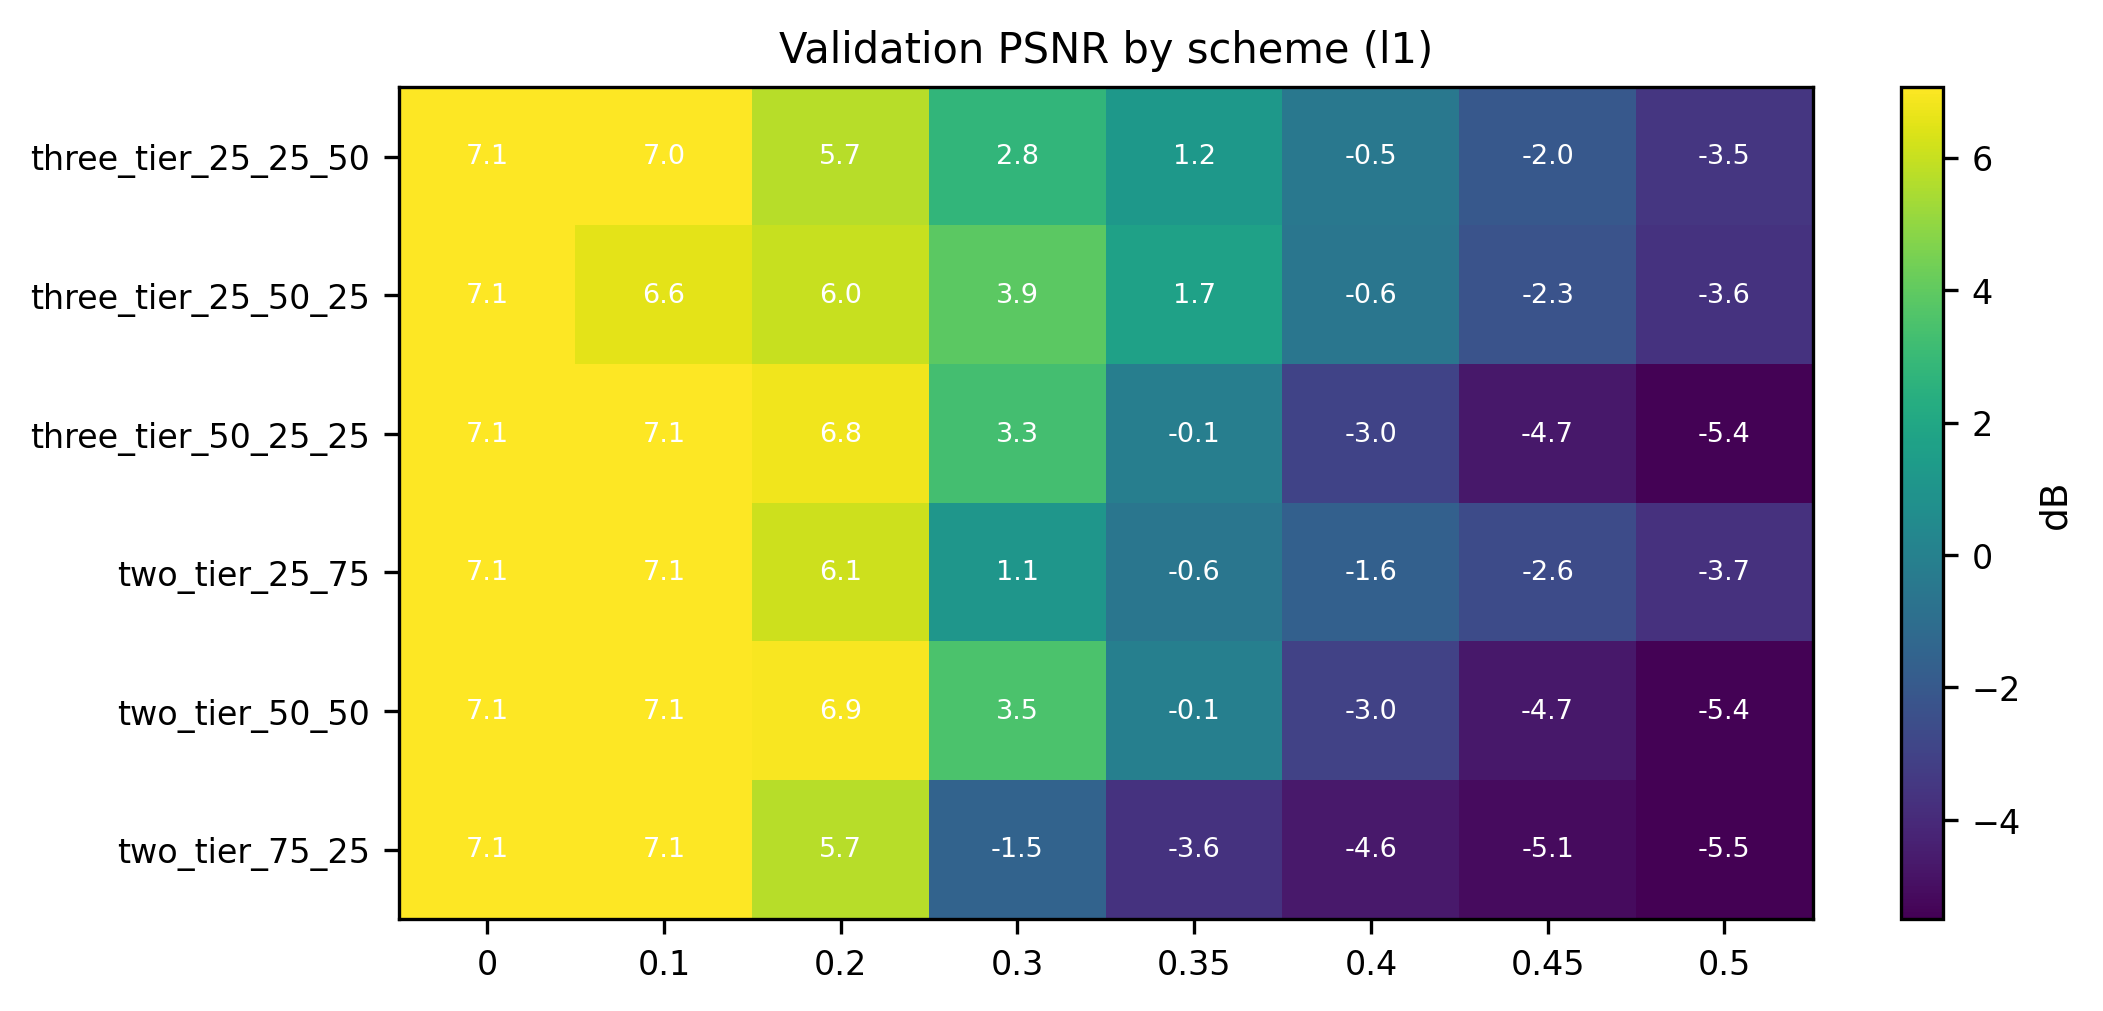 Validation PSNR by scheme (l1)
three_tier_25_25_50 7.1 7.0 5.7 2.8 1.2 -0.5 -2.0 -3.5
three_tier_25_50_25 7.1 6.6 6.0 3.9 1.7 -0.6 -2.3 -3.6
three_tier_50_25_25 7.1 7.1 6.8 3.3 -0.1 -3.0 -4.7 -5.4
two_tier_25_75 7.1 7.1 6.1 1.1 -0.6 -1.6 -2.6 -3.7
two_tier_50_50 7.1 7.1 6.9 3.5 -0.1 -3.0 -4.7 -5.4
two_tier_75_25 7.1 7.1 5.7 -1.5 -3.6 -4.6 -5.1 -5.5
0 0.1 0.2 0.3 0.35 0.4 0.45 0.5
6
4
2
0
−2
−4
dB